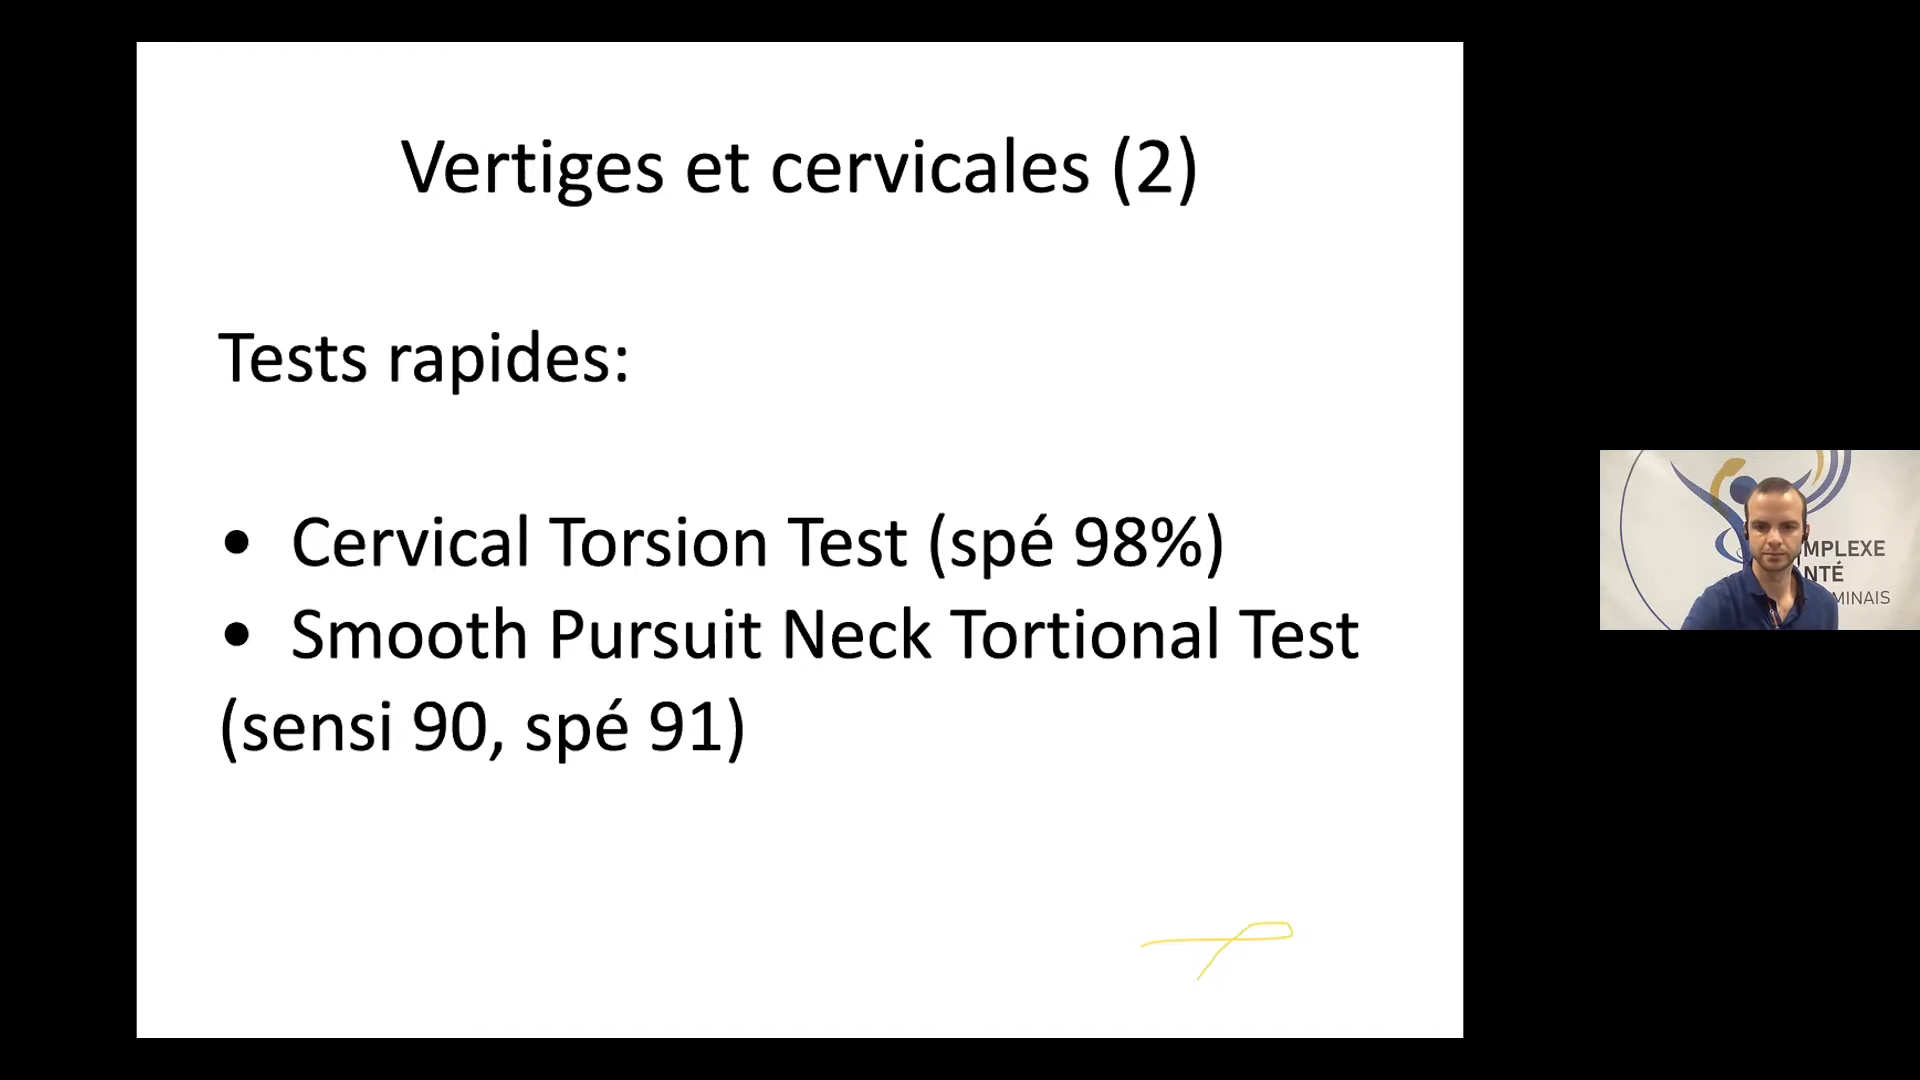 Vertiges et cervicales (2)
Tests rapides:
• Cervical Torsion Test (spé 98%)
• Smooth Pursuit Neck Tortional Test
(sensi 90, spé 91)
MPLEXE
NTÉ
MINAIS